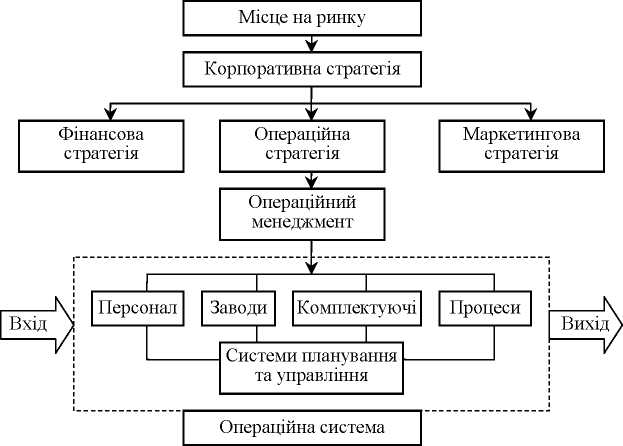 Місце на ринку
Корпоративна стратегія
Фінансова
стратегія
Операційна
стратегія
Маркетингова
стратегія
Операційний
менеджмент
Вхід
Персонал
Заводи
Комплектуючі
Процеси
Вихід
Системи планування
та управління
Операційна система